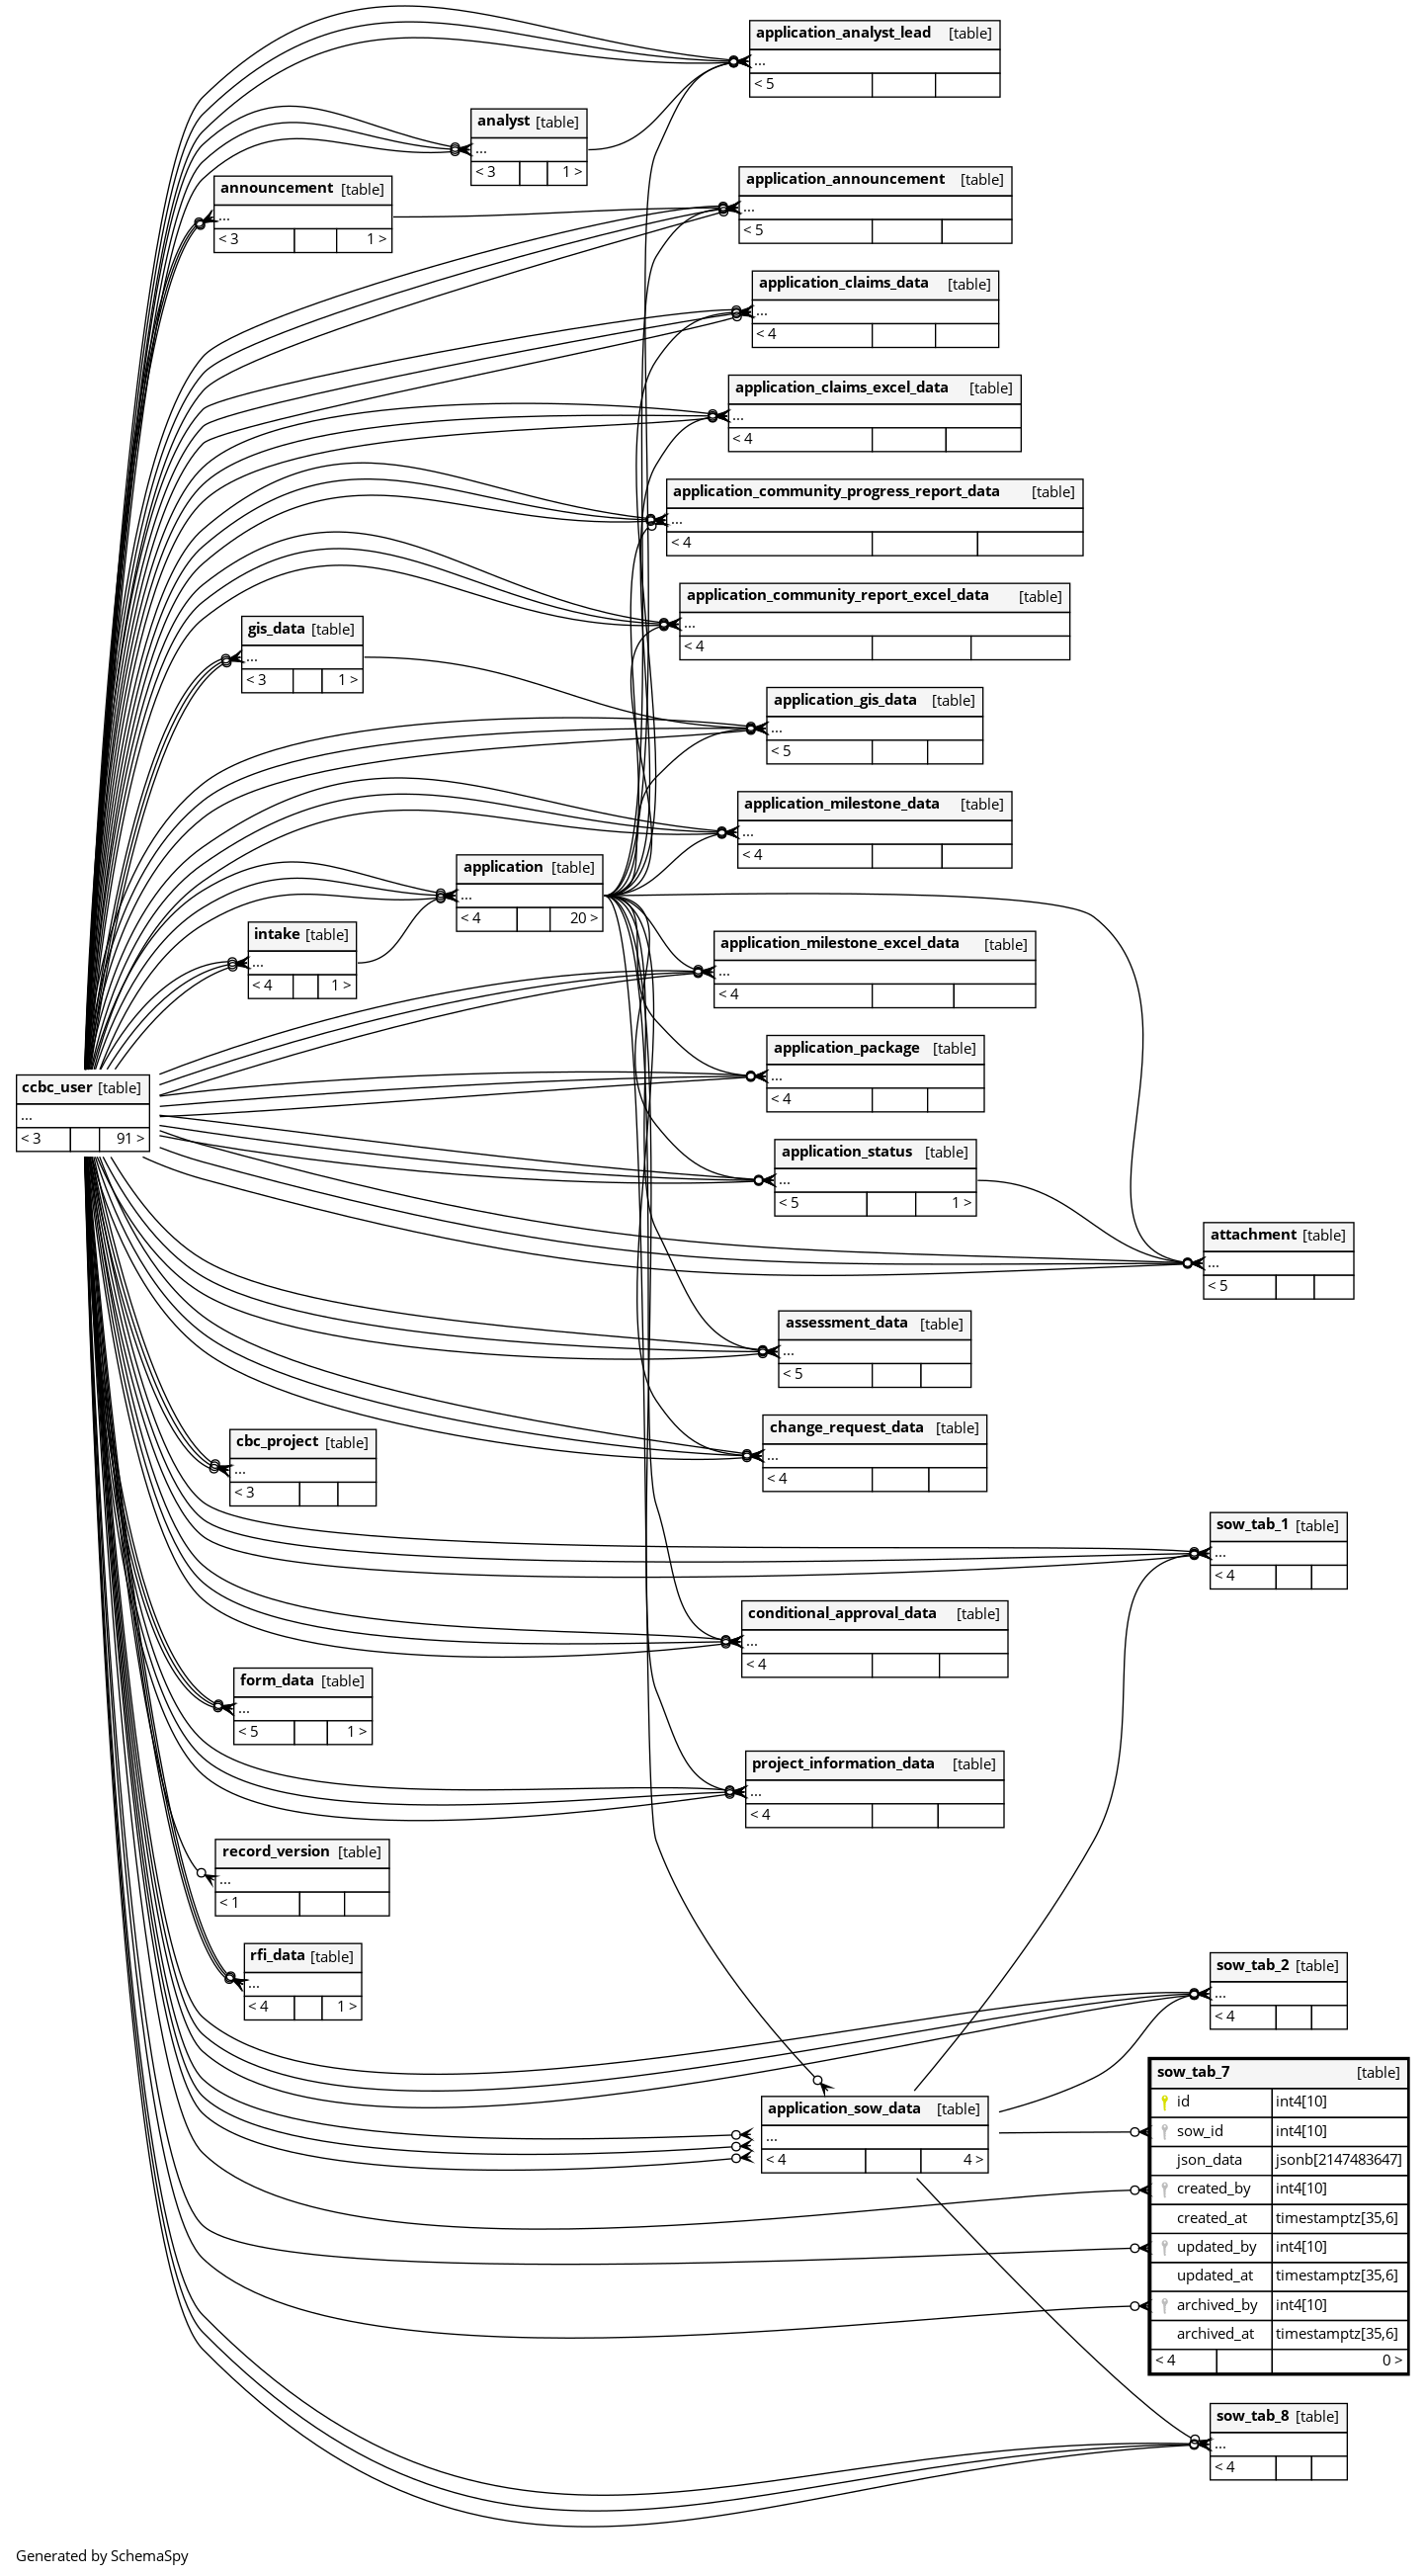 application_analyst_lead [table]
...
< 5
analyst [table]
...
< 3 1 >
announcement [table]
...
< 3 1 >
application_announcement [table]
...
< 5
application_claims_data [table]
...
< 4
application_claims_excel_data [table]
...
< 4
application_community_progress_report_data [table]
...
< 4
application_community_report_excel_data [table]
...
< 4
gis_data [table]
...
< 3 1 >
application_gis_data [table]
...
< 5
application_milestone_data [table]
...
< 4
application [table]
...
< 4 20 >
intake [table]
...
< 4 1 >
application_milestone_excel_data [table]
...
< 4
application_package [table]
...
< 4
ccbc_user [table]
...
< 3 91 >
application_status [table]
...
< 5 1 >
attachment [table]
...
< 5
assessment_data [table]
...
< 5
change_request_data [table]
...
< 4
cbc_project [table]
...
< 3
sow_tab_1 [table]
...
< 4
conditional_approval_data [table]
...
< 4
form_data [table]
...
< 5 1 >
project_information_data [table]
...
< 4
record_version [table]
...
< 1
rfi_data [table]
...
< 4 1 >
sow_tab_2 [table]
...
< 4
application_sow_data [table]
...
< 4 4 >
sow_tab_7 [table]
id int4[10]
sow_id int4[10]
json_data jsonb[2147483647]
created_by int4[10]
created_at timestamptz[35,6]
updated_by int4[10]
updated_at timestamptz[35,6]
archived_by int4[10]
archived_at timestamptz[35,6]
< 4 0 >
sow_tab_8 [table]
...
< 4
Generated by SchemaSpy